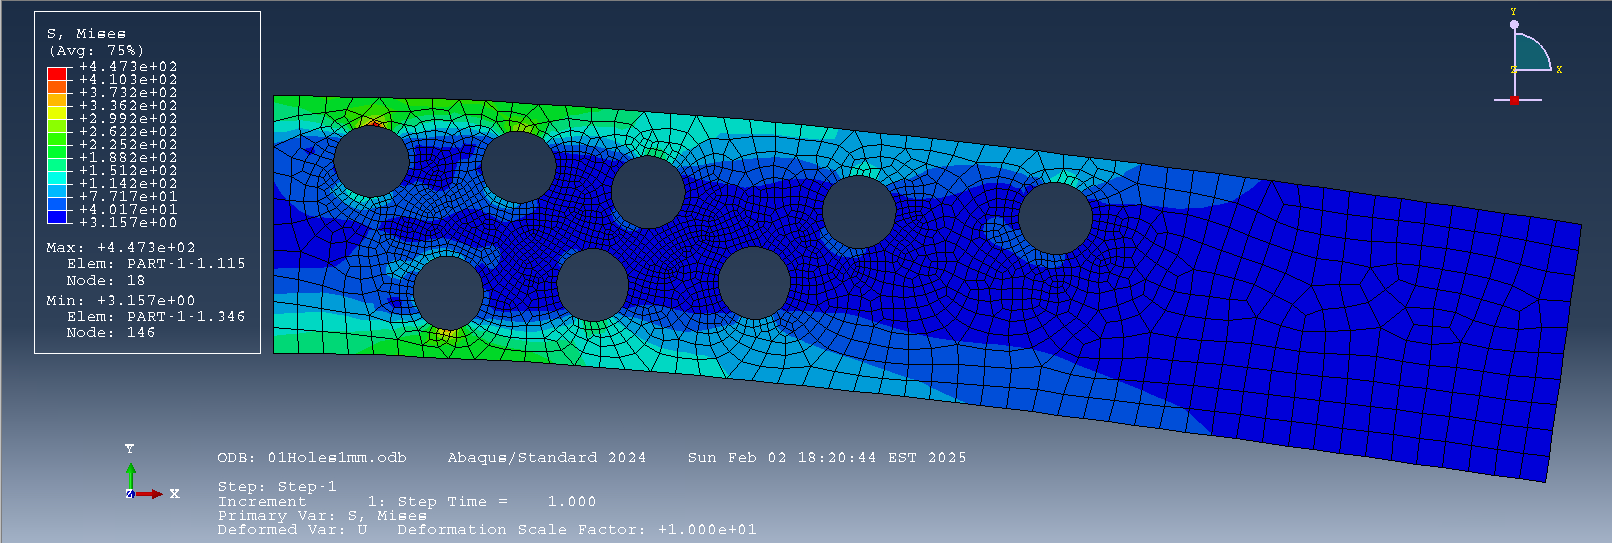 S, Mises
(Avg: 75%)
+4.473e+02
+4.103e+02
+3.732e+02
+3.362e+02
+2.992e+02
+2.622e+02
+2.252e+02
+1.882e+02
+1.512e+02
+1.142e+02
+7.717e+01
+4.017e+01
+3.157e+00
Max: +4.473e+02
Elem: PART-1-1.115
Node: 18
Min: +3.157e+00
Elem: PART-1-1.346
Node: 146
Y
Z X
Y
Z X
ODB: 01Holes1mm.odb Abaqus/Standard 2024 Sun Feb 02 18:20:44 EST 2025
Step: Step-1
Increment 1: Step Time = 1.000
Primary Var: S, Mises
Deformed Var: U Deformation Scale Factor: +1.000e+01